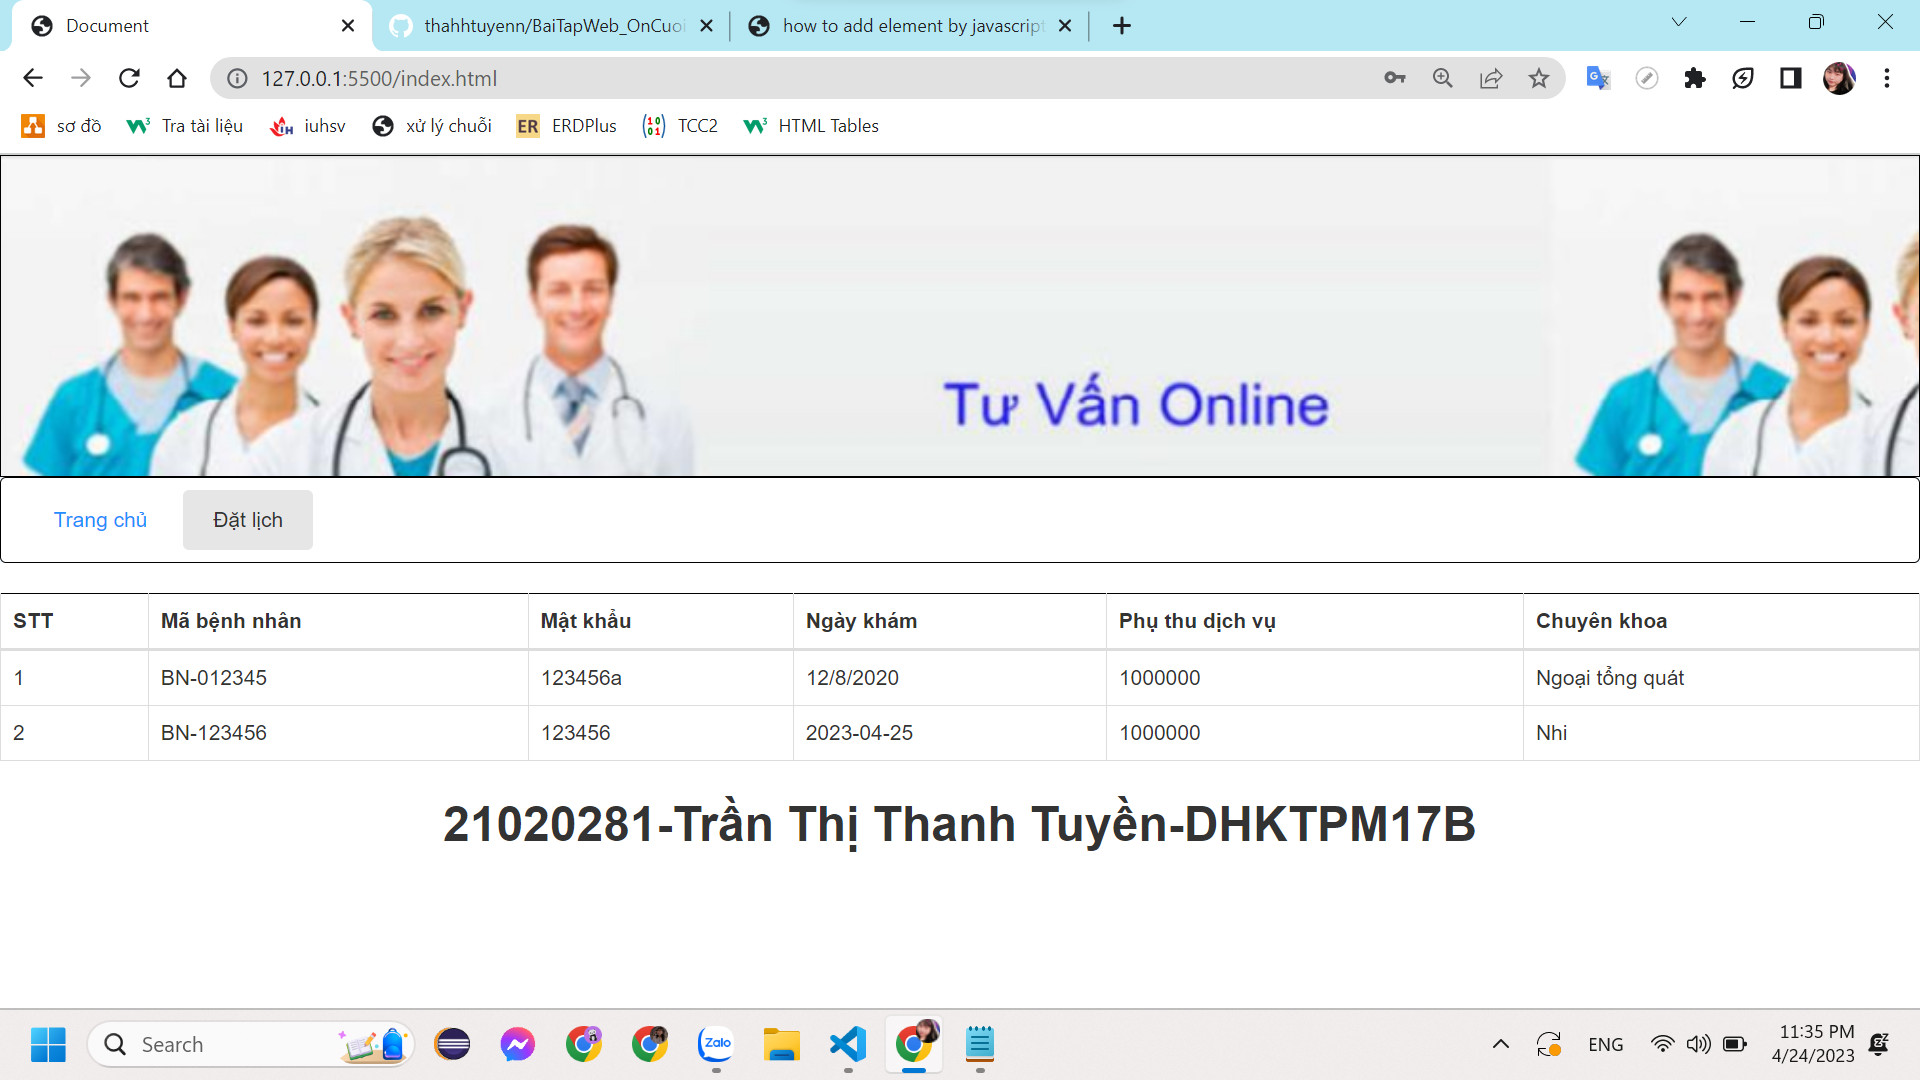 Document
thahhtuyenn/BaiTapWeb_OnCuoi
how to add element by javascript
127.0.0.1:5500/index.html
sơ đồ
Tra tài liệu
iuhsv
xử lý chuỗi
ER ERDPlus
TCC2
HTML Tables
Tư Vấn Online
Trang chủ
Đặt lịch
STT Mã bệnh nhân Mật khẩu Ngày khám Phụ thu dịch vụ Chuyên khoa
1 BN-012345 123456a 12/8/2020 1000000 Ngoại tổng quát
2 BN-123456 123456 2023-04-25 1000000 Nhi
21020281-Trần Thị Thanh Tuyền-DHKTPM17B
Search
Zalo
ENG
11:35 PM
4/24/2023